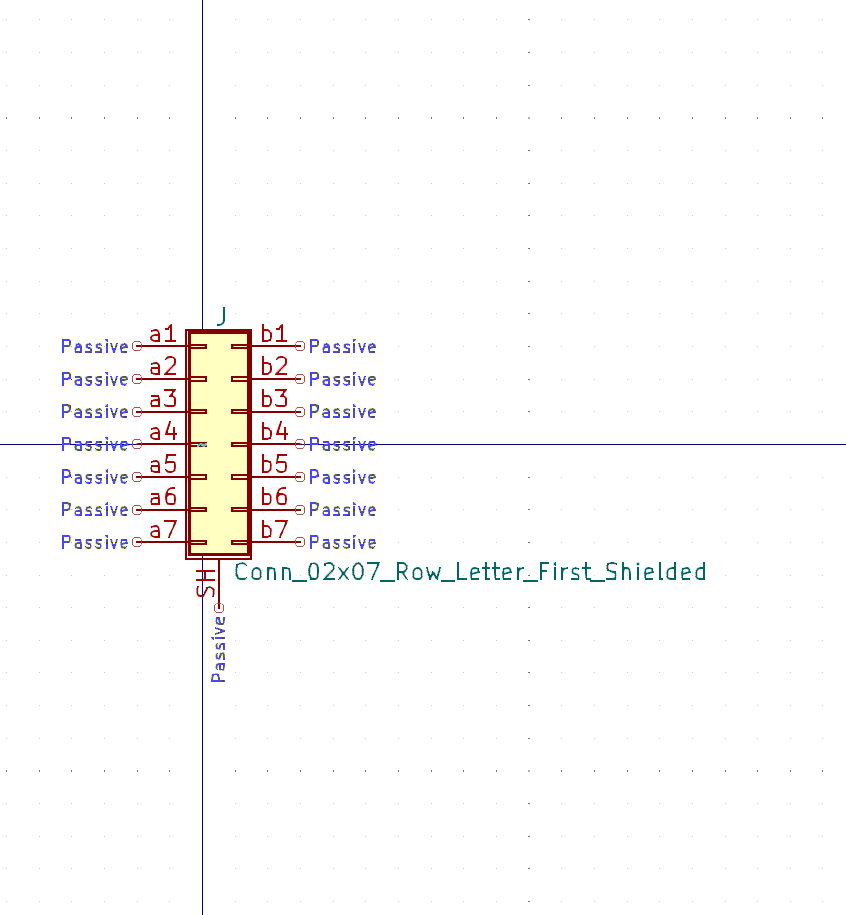 J
Passive a1 b1 Passive
Passive a2 b2 Passive
Passive a3 b3 Passive
Passive a4 b4 Passive
Passive a5 b5 Passive
Passive a6 b6 Passive
Passive a7 b7 Passive
SH
Conn_02x07_Row_Letter_First_Shielded
Passive